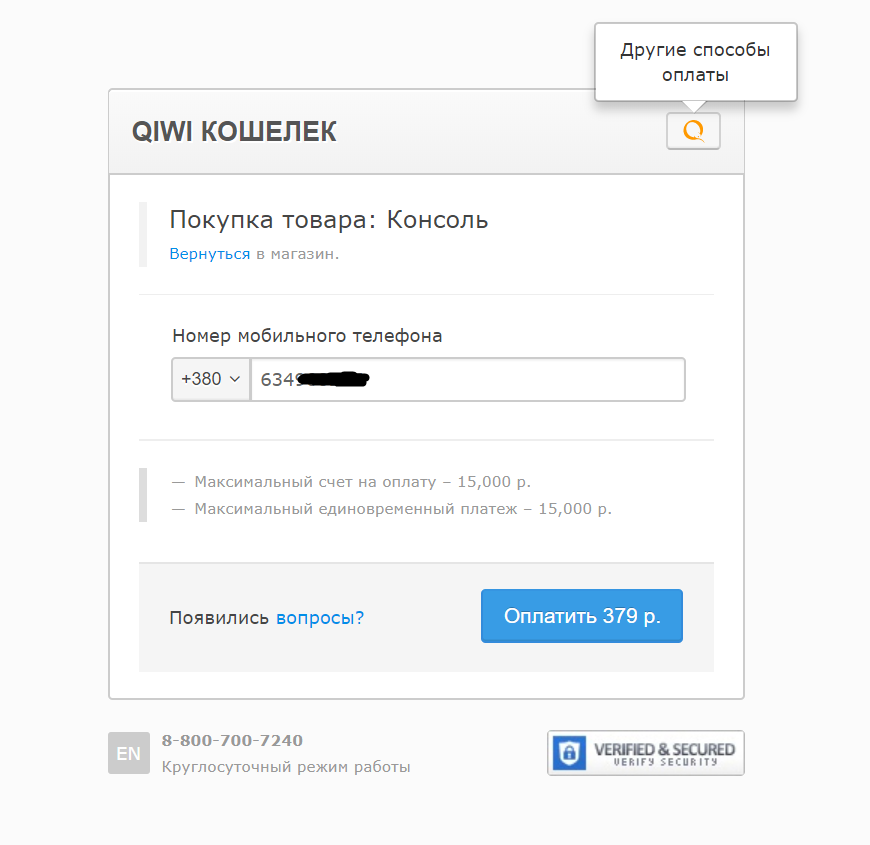 Другие способы
оплаты
QIWI КОШЕЛЕК
Покупка товара: Консоль
Вернуться в магазин.
Номер мобильного телефона
+380 634
— Максимальный счет на оплату – 15,000 р.
— Максимальный единовременный платеж – 15,000 р.
Появились вопросы?
Оплатить 379 р.
EN
8-800-700-7240
Круглосуточный режим работы
VERIFIED & SECURED
VERIFY SECURITY